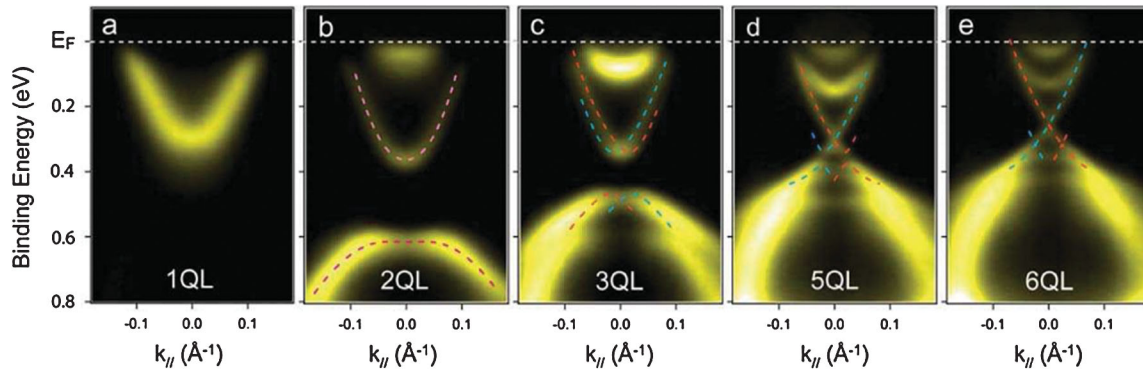 a b c d e
E_F
0.2
0.4
0.6
0.8
Binding Energy (eV)
1QL 2QL 3QL 5QL 6QL
-0.1 0.0 0.1 -0.1 0.0 0.1 -0.1 0.0 0.1 -0.1 0.0 0.1 -0.1 0.0 0.1
k// (Å⁻¹) k// (Å⁻¹) k// (Å⁻¹) k// (Å⁻¹) k// (Å⁻¹)